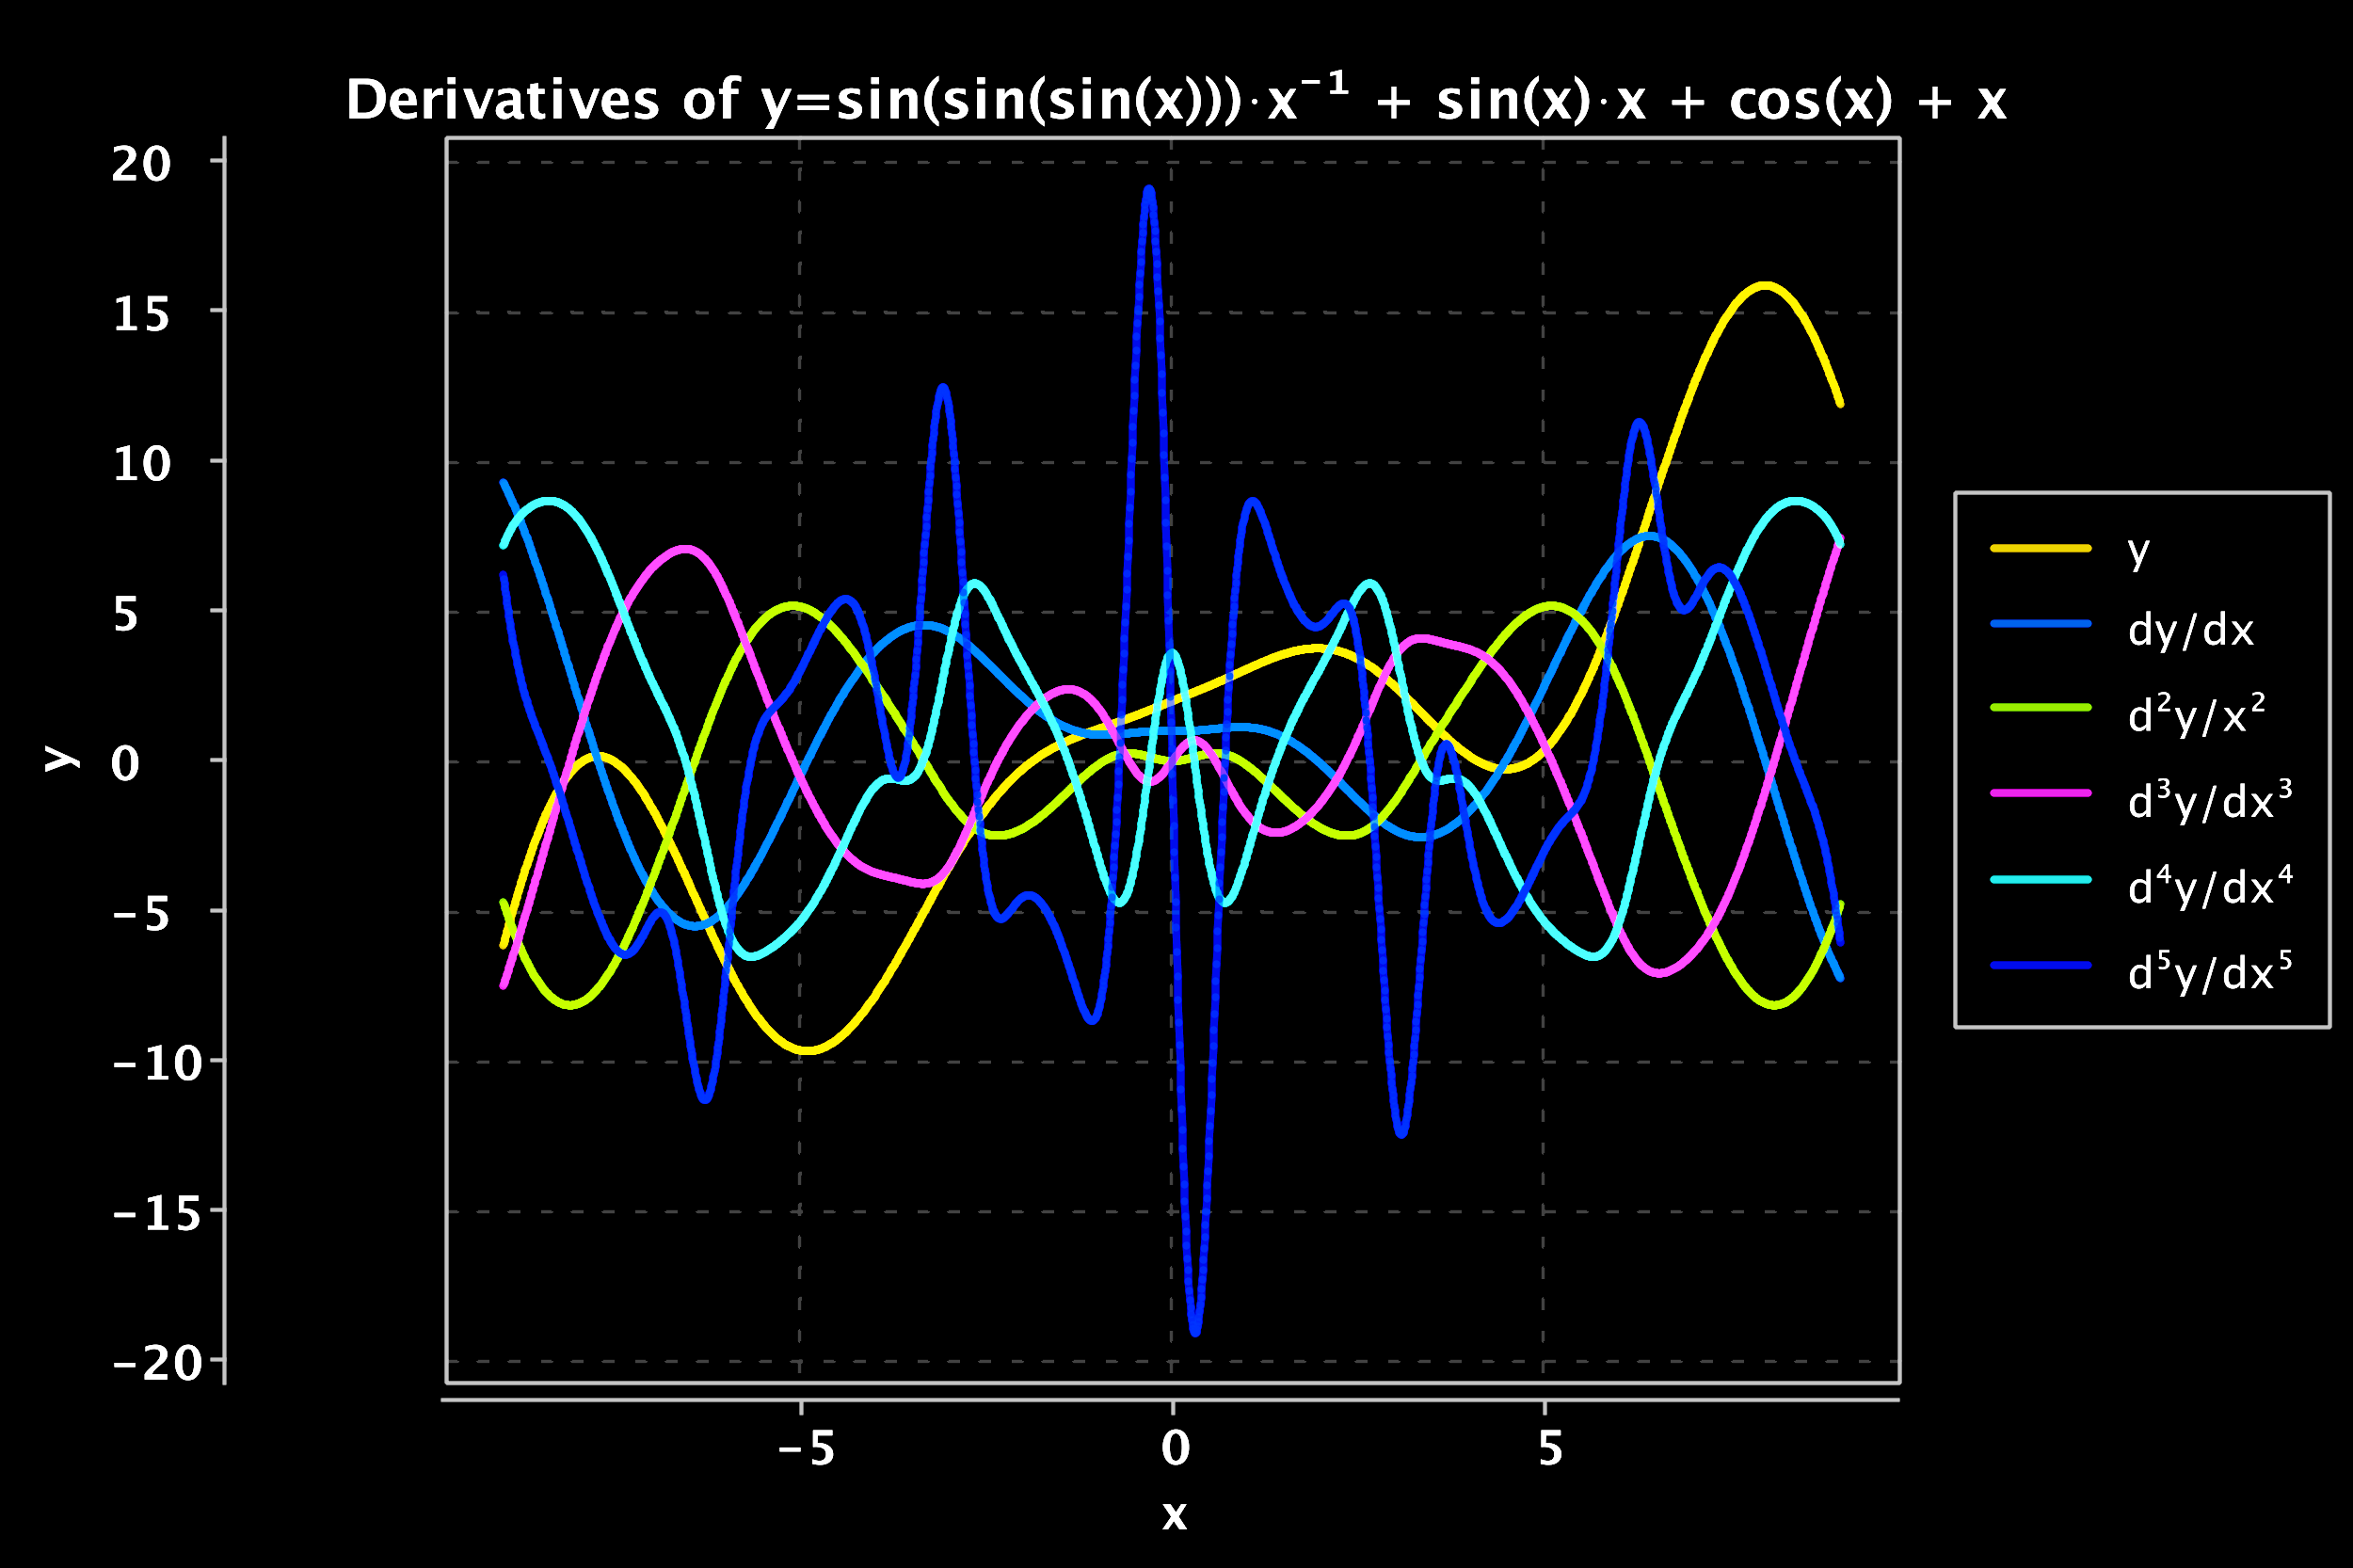 Derivatives of y=sin(sin(sin(x)))·x⁻¹ + sin(x)·x + cos(x) + x
20
15
10
5
0
−5
−10
−15
−20
y
−5 0 5
x
y
dy/dx
d²y/x²
d³y/dx³
d⁴y/dx⁴
d⁵y/dx⁵